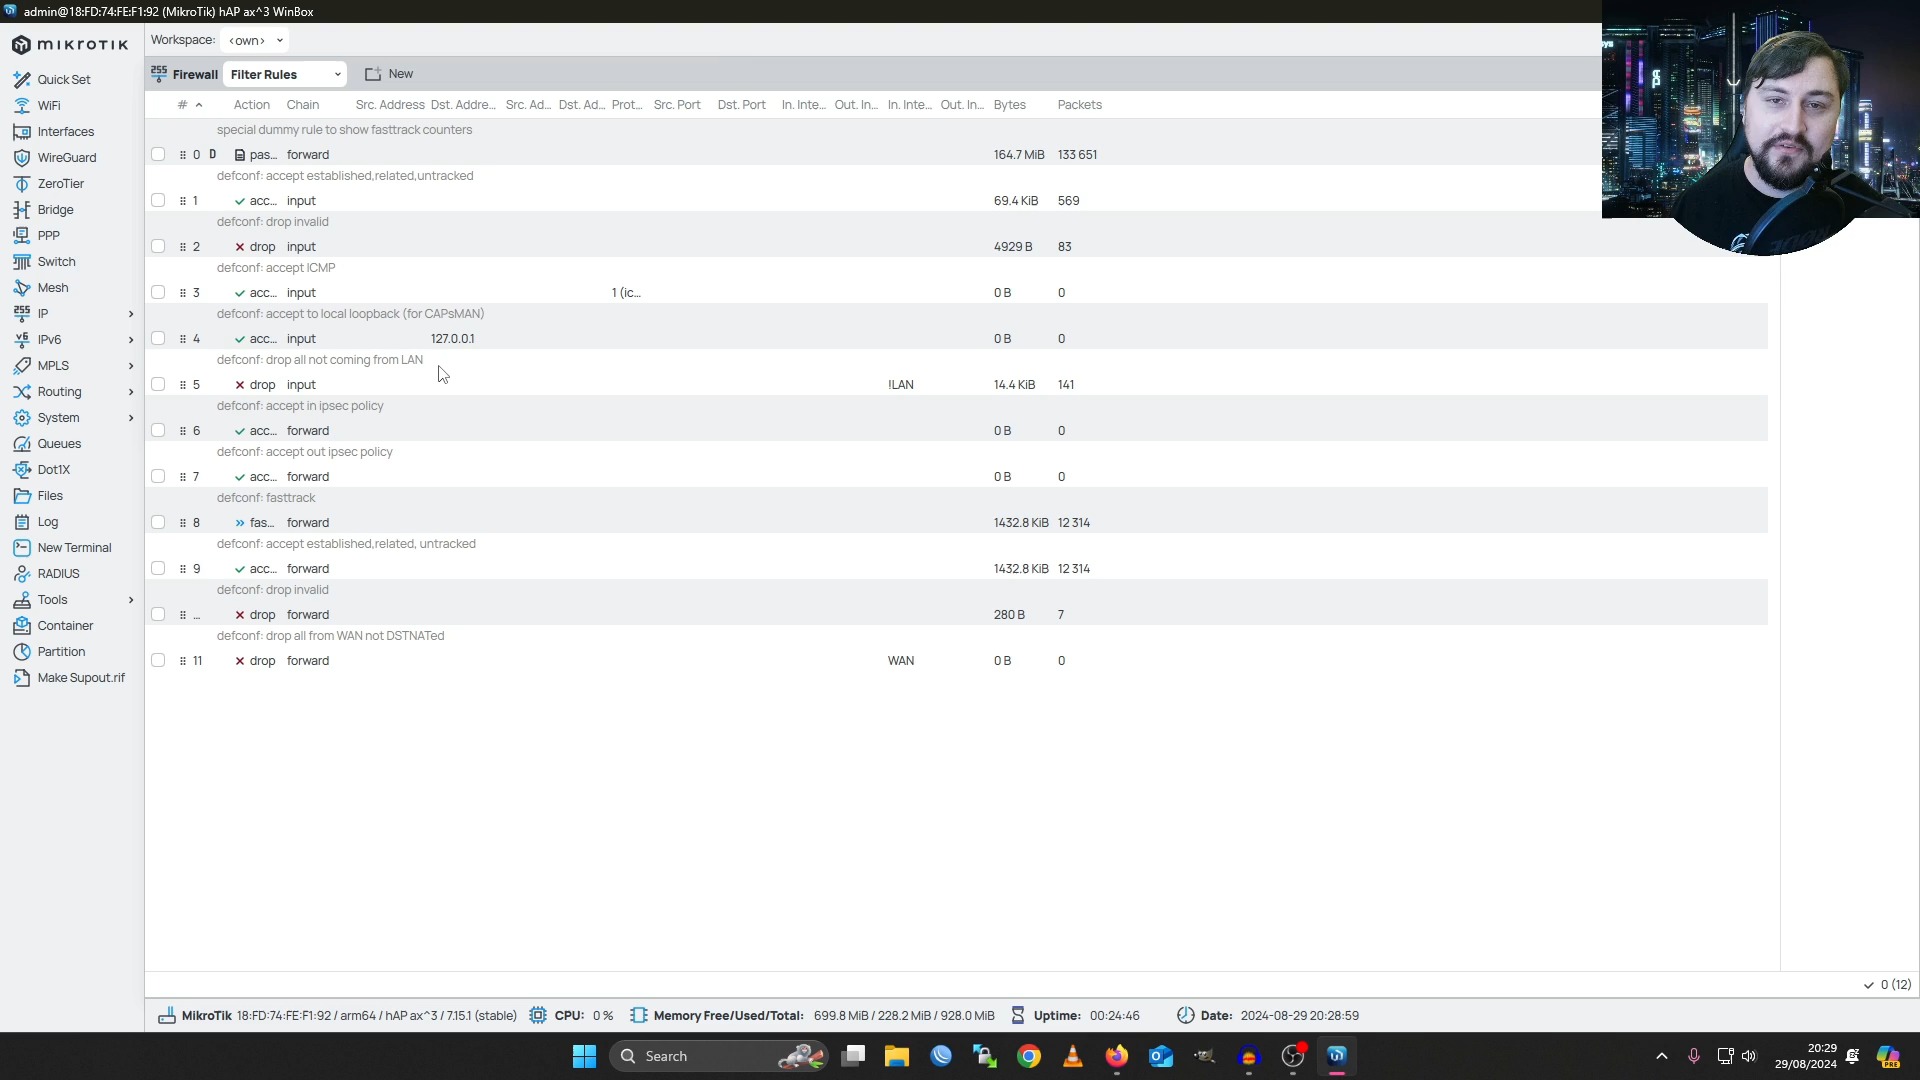 admin@18:FD:74:FE:F1:92 (MikroTik) hAP ax^3 WinBox
MIKROTIK
Workspace: <own>
Firewall Filter Rules New
# Action Chain Src. Address Dst. Addre... Src. Ad... Dst. Ad... Prot... Src. Port Dst. Port In. Inte... Out. In... In. Inte... Out. In... Bytes Packets
special dummy rule to show fasttrack counters
0 D pas... forward 164.7 MiB 133 651
defconf: accept established,related,untracked
1 acc... input 69.4 KiB 569
defconf: drop invalid
2 drop input 4929 B 83
defconf: accept ICMP
3 acc... input 1 (ic... 0 B 0
defconf: accept to local loopback (for CAPsMAN)
4 acc... input 127.0.0.1 0 B 0
defconf: drop all not coming from LAN
5 drop input !LAN 14.4 KiB 141
defconf: accept in ipsec policy
6 acc... forward 0 B 0
defconf: accept out ipsec policy
7 acc... forward 0 B 0
defconf: fasttrack
8 fas... forward 1432.8 KiB 12 314
defconf: accept established,related, untracked
9 acc... forward 1432.8 KiB 12 314
defconf: drop invalid
... drop forward 280 B 7
defconf: drop all from WAN not DSTNATed
11 drop forward WAN 0 B 0
Quick Set
WiFi
Interfaces
WireGuard
ZeroTier
Bridge
PPP
Switch
Mesh
IP
IPv6
MPLS
Routing
System
Queues
Dot1X
Files
Log
New Terminal
RADIUS
Tools
Container
Partition
Make Supout.rif
0 (12)
MikroTik 18:FD:74:FE:F1:92 / arm64 / hAP ax^3 / 7.15.1 (stable) CPU: 0 % Memory Free/Used/Total: 699.8 MiB / 228.2 MiB / 928.0 MiB Uptime: 00:24:46 Date: 2024-08-29 20:28:59
Search
20:29
29/08/2024
PRE